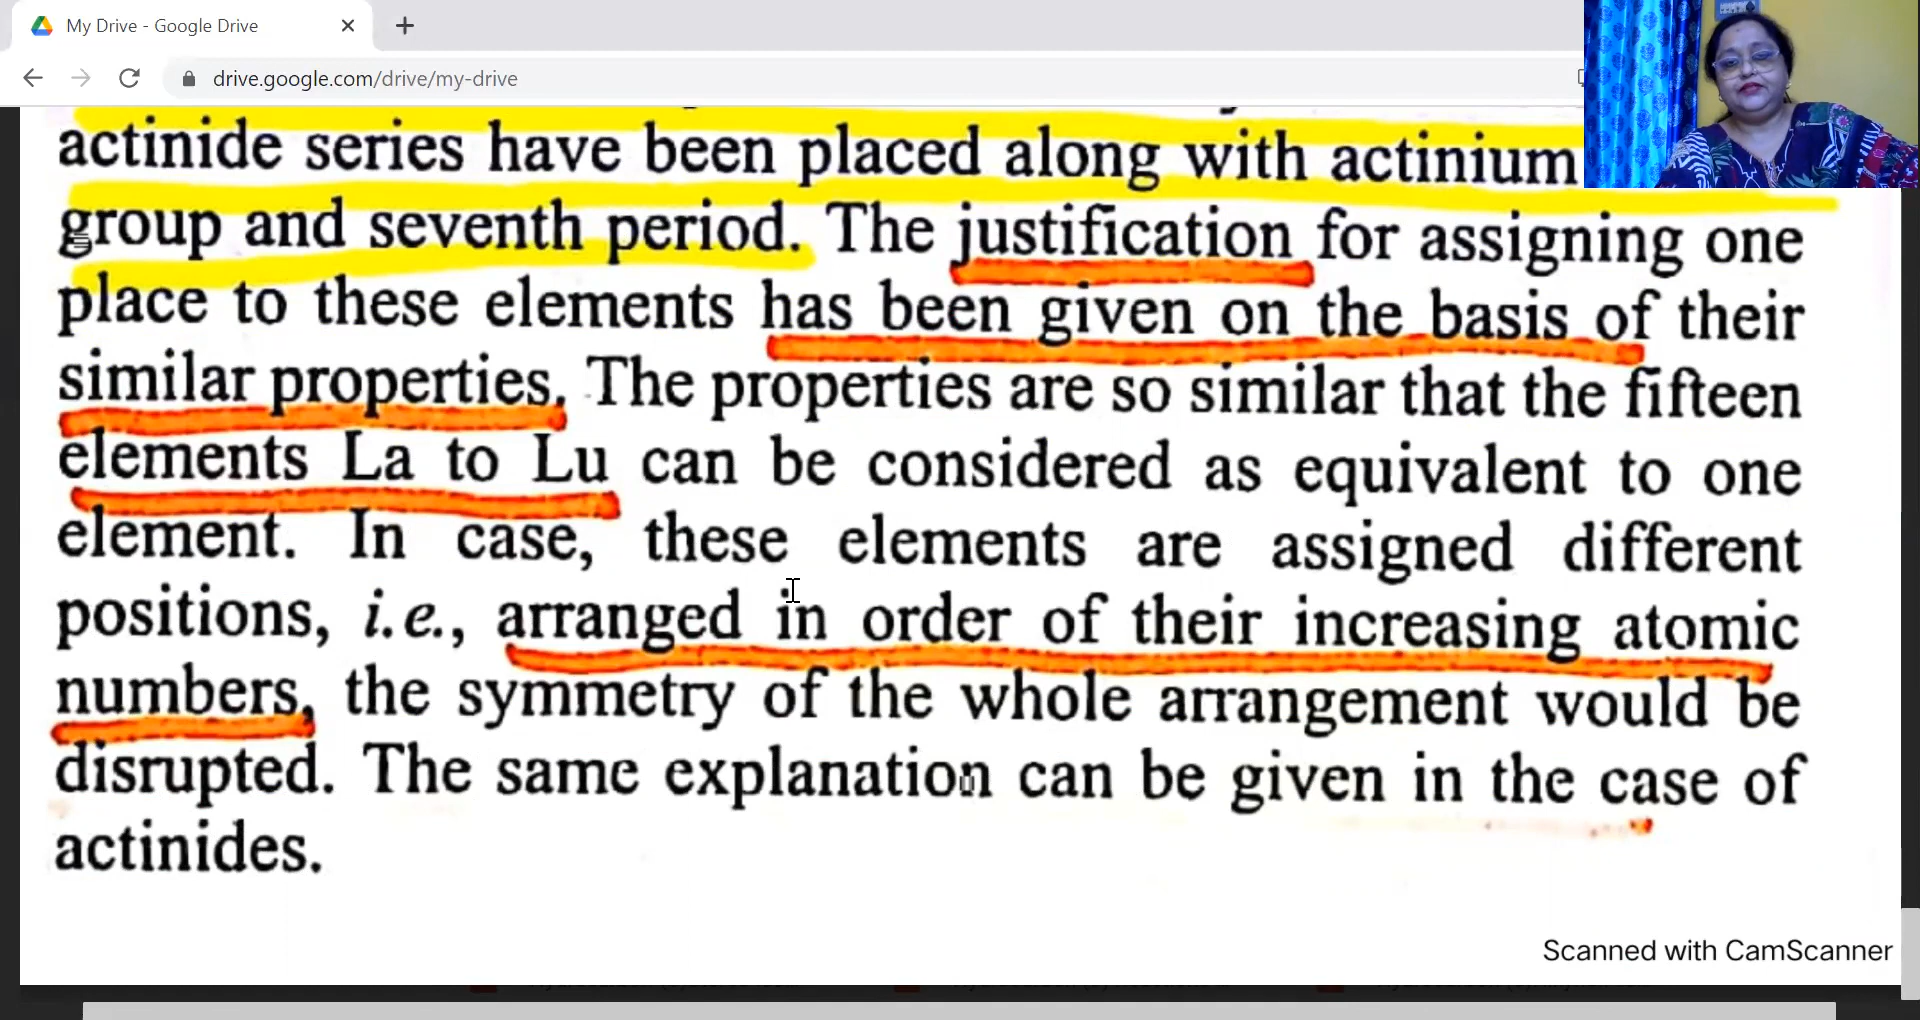 My Drive - Google Drive
drive.google.com/drive/my-drive
actinide series have been placed along with actinium
group and seventh period. The justification for assigning one
place to these elements has been given on the basis of their
similar properties. The properties are so similar that the fifteen
elements La to Lu can be considered as equivalent to one
element. In case, these elements are assigned different
positions, i.e., arranged in order of their increasing atomic
numbers, the symmetry of the whole arrangement would be
disrupted. The same explanation can be given in the case of
actinides.
Scanned with CamScanner